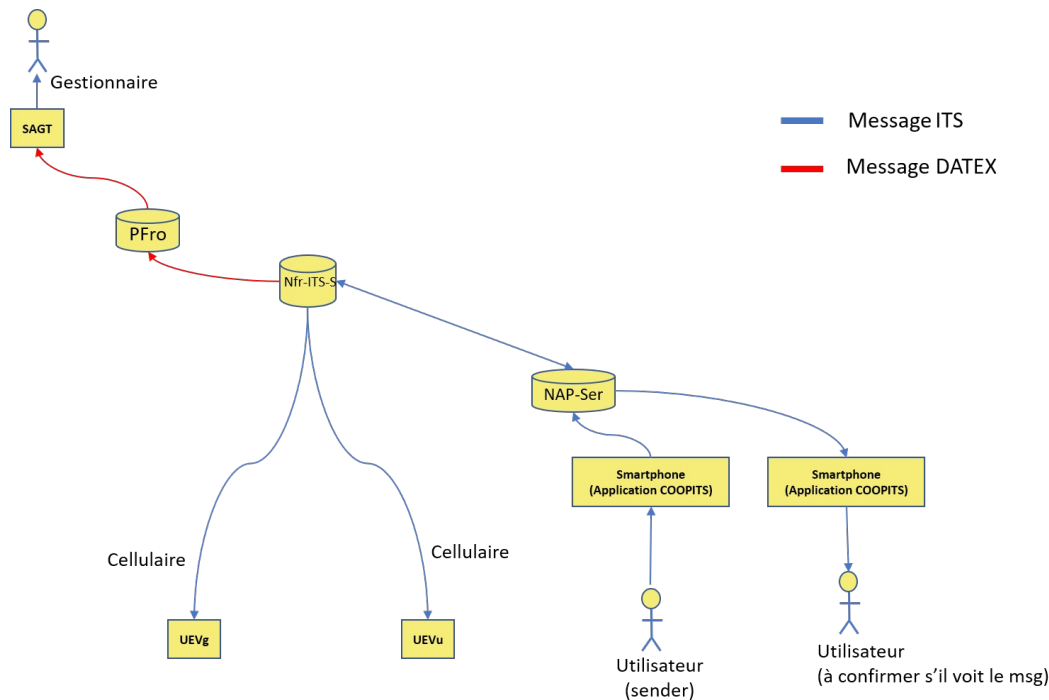 Gestionnaire
SAGT
Message ITS
Message DATEX
PFro
Nfr-ITS-S
NAP-Ser
Smartphone
(Application COOPITS)
Smartphone
(Application COOPITS)
Cellulaire
Cellulaire
UEVg
UEVu
Utilisateur
(sender)
Utilisateur
(à confirmer s'il voit le msg)